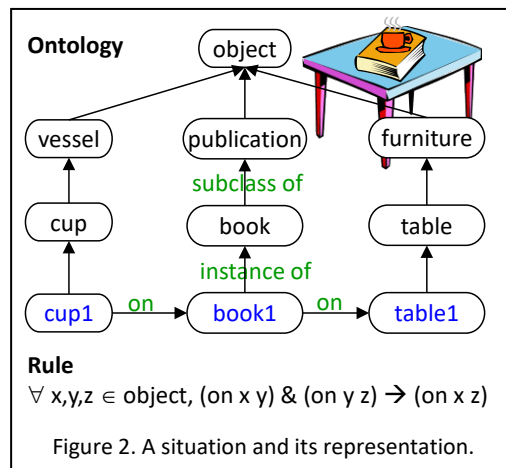 Ontology
object
vessel publication furniture
subclass of
cup book table
instance of
cup1 on book1 on table1
Rule
∀ x,y,z ∈ object, (on x y) & (on y z) → (on x z)
Figure 2. A situation and its representation.